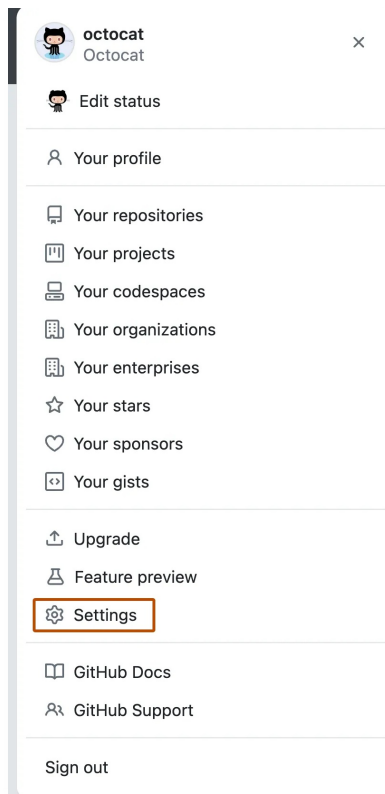 octocat
Octocat
Edit status
Your profile
Your repositories
Your projects
Your codespaces
Your organizations
Your enterprises
Your stars
Your sponsors
Your gists
Upgrade
Feature preview
Settings
GitHub Docs
GitHub Support
Sign out